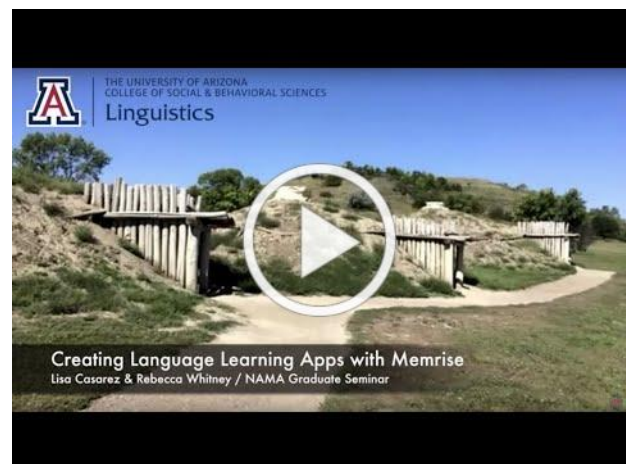 A
THE UNIVERSITY OF ARIZONA
COLLEGE OF SOCIAL & BEHAVIORAL SCIENCES
Linguistics
Creating Language Learning Apps with Memrise
Lisa Casarez & Rebecca Whitney / NAMA Graduate Seminar